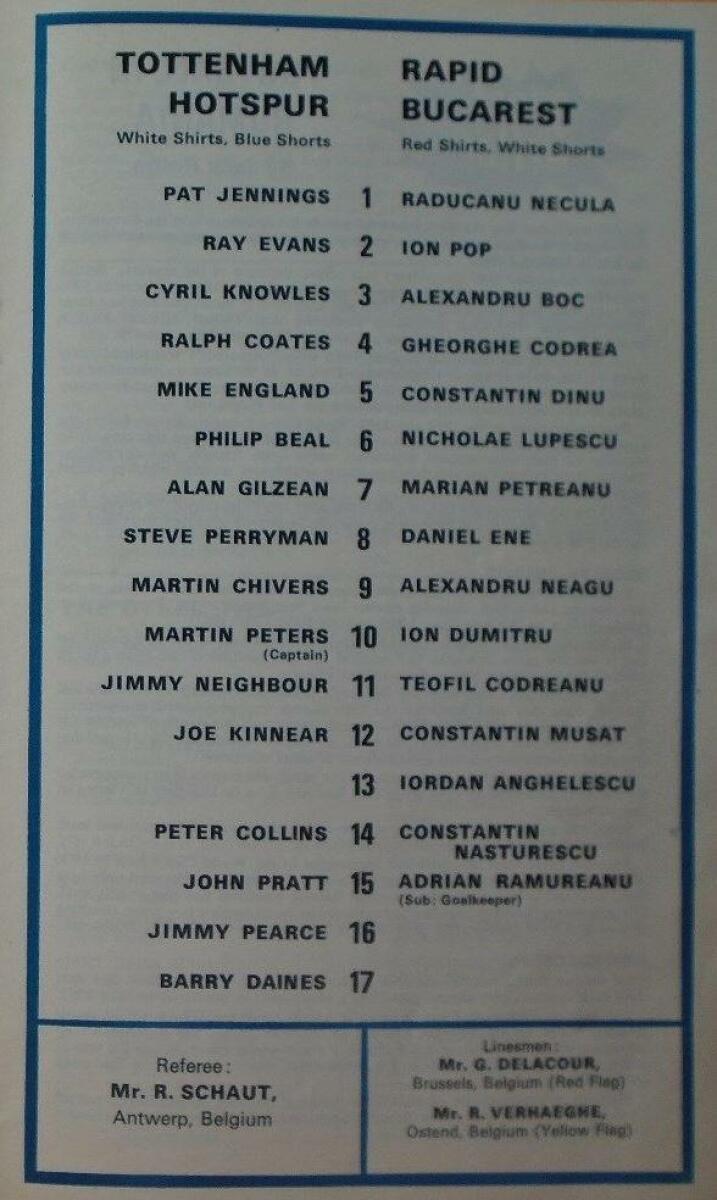 TOTTENHAM
HOTSPUR
White Shirts, Blue Shorts
RAPID
BUCAREST
Red Shirts, White Shorts
PAT JENNINGS 1 RADUCANU NECULA
RAY EVANS 2 ION POP
CYRIL KNOWLES 3 ALEXANDRU BOC
RALPH COATES 4 GHEORGHE CODREA
MIKE ENGLAND 5 CONSTANTIN DINU
PHILIP BEAL 6 NICHOLAE LUPESCU
ALAN GILZEAN 7 MARIAN PETREANU
STEVE PERRYMAN 8 DANIEL ENE
MARTIN CHIVERS 9 ALEXANDRU NEAGU
MARTIN PETERS 10 ION DUMITRU
(Captain)
JIMMY NEIGHBOUR 11 TEOFIL CODREANU
JOE KINNEAR 12 CONSTANTIN MUSAT
13 IORDAN ANGHELESCU
PETER COLLINS 14 CONSTANTIN
NASTURESCU
JOHN PRATT 15 ADRIAN RAMUREANU
(Sub: Goalkeeper)
JIMMY PEARCE 16
BARRY DAINES 17
Referee:
Mr. R. SCHAUT,
Antwerp, Belgium
Linesmen:
Mr. G. DELACOUR,
Brussels, Belgium (Red Flag)
Mr. R. VERHAEGHE,
Ostend, Belgium (Yellow Flag)